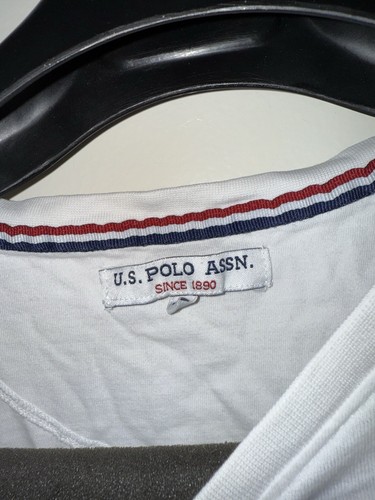 U.S. POLO ASSN.
SINCE 1890